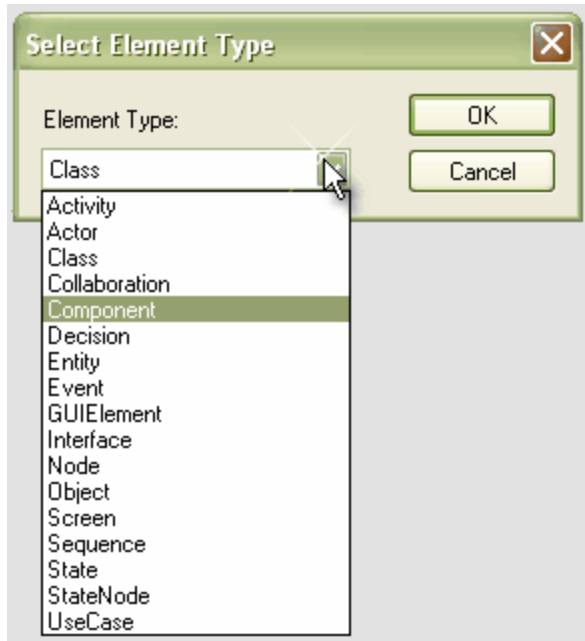 Select Element Type
Element Type:
OK
Class
Cancel
Activity
Actor
Class
Collaboration
Component
Decision
Entity
Event
GUIElement
Interface
Node
Object
Screen
Sequence
State
StateNode
UseCase